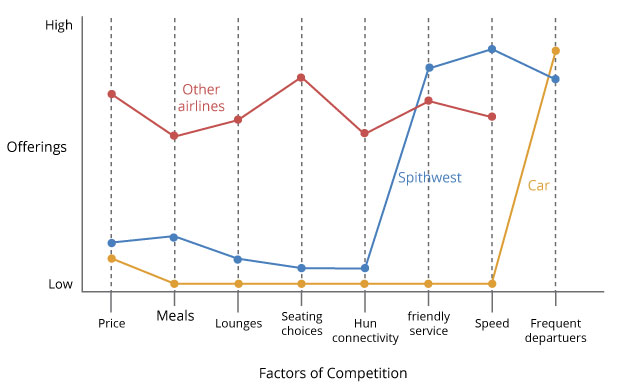 High
Other
airlines
Offerings
Spithwest
Car
Low
Price
Meals
Lounges
Seating
choices
Hun
connectivity
friendly
service
Speed
Frequent
departuers
Factors of Competition